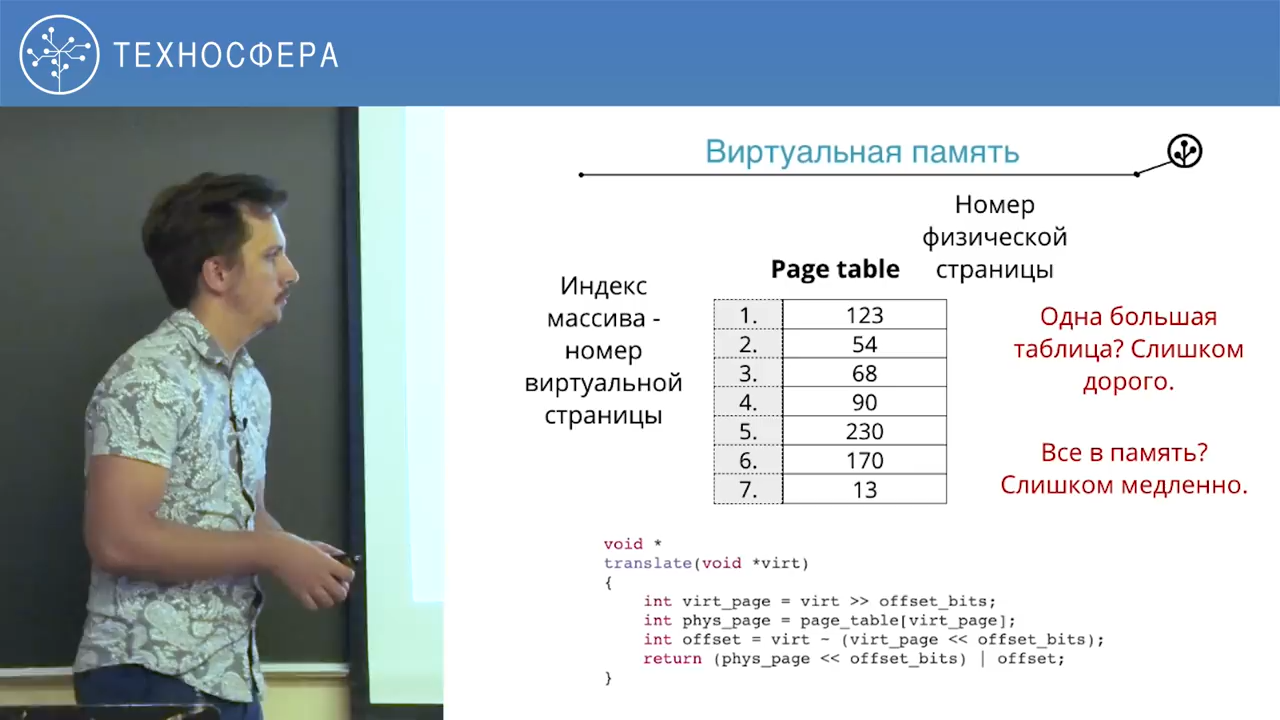 ТЕХНОСФЕРА
Виртуальная память
Номер
физической
страницы
Page table
Индекс
массива -
номер
виртуальной
страницы
1. 123
2. 54
3. 68
4. 90
5. 230
6. 170
7. 13
Одна большая
таблица? Слишком
дорого.
Все в память?
Слишком медленно.
void *
translate(void *virt)
{
int virt_page = virt >> offset_bits;
int phys_page = page_table[virt_page];
int offset = virt ~ (virt_page << offset_bits);
return (phys_page << offset_bits) | offset;
}